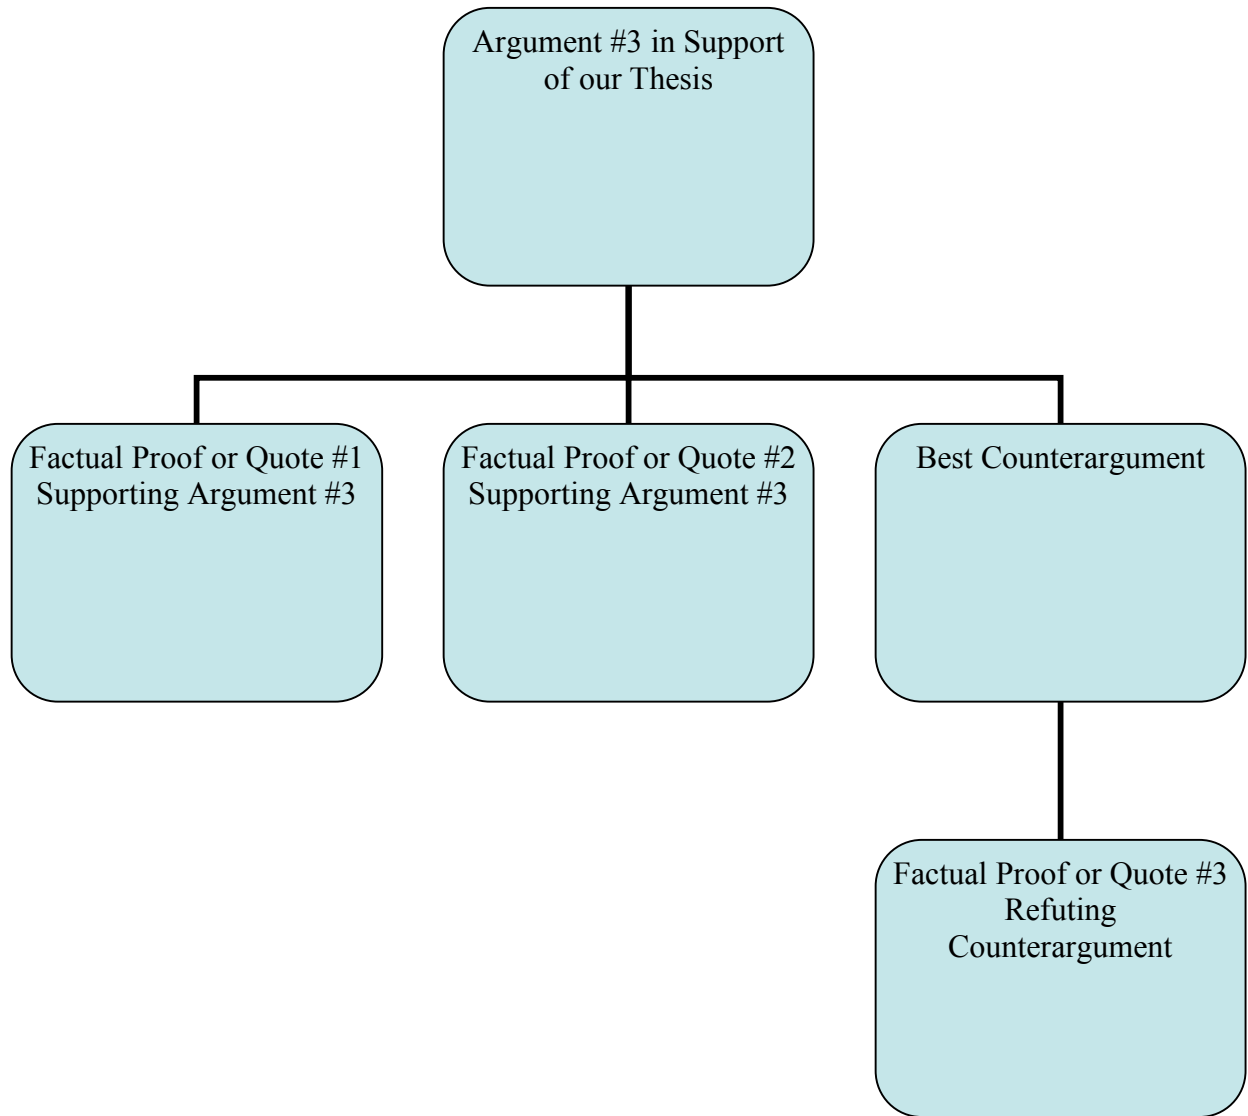 Argument #3 in Support
of our Thesis
Factual Proof or Quote #1
Supporting Argument #3
Factual Proof or Quote #2
Supporting Argument #3
Best Counterargument
Factual Proof or Quote #3
Refuting
Counterargument